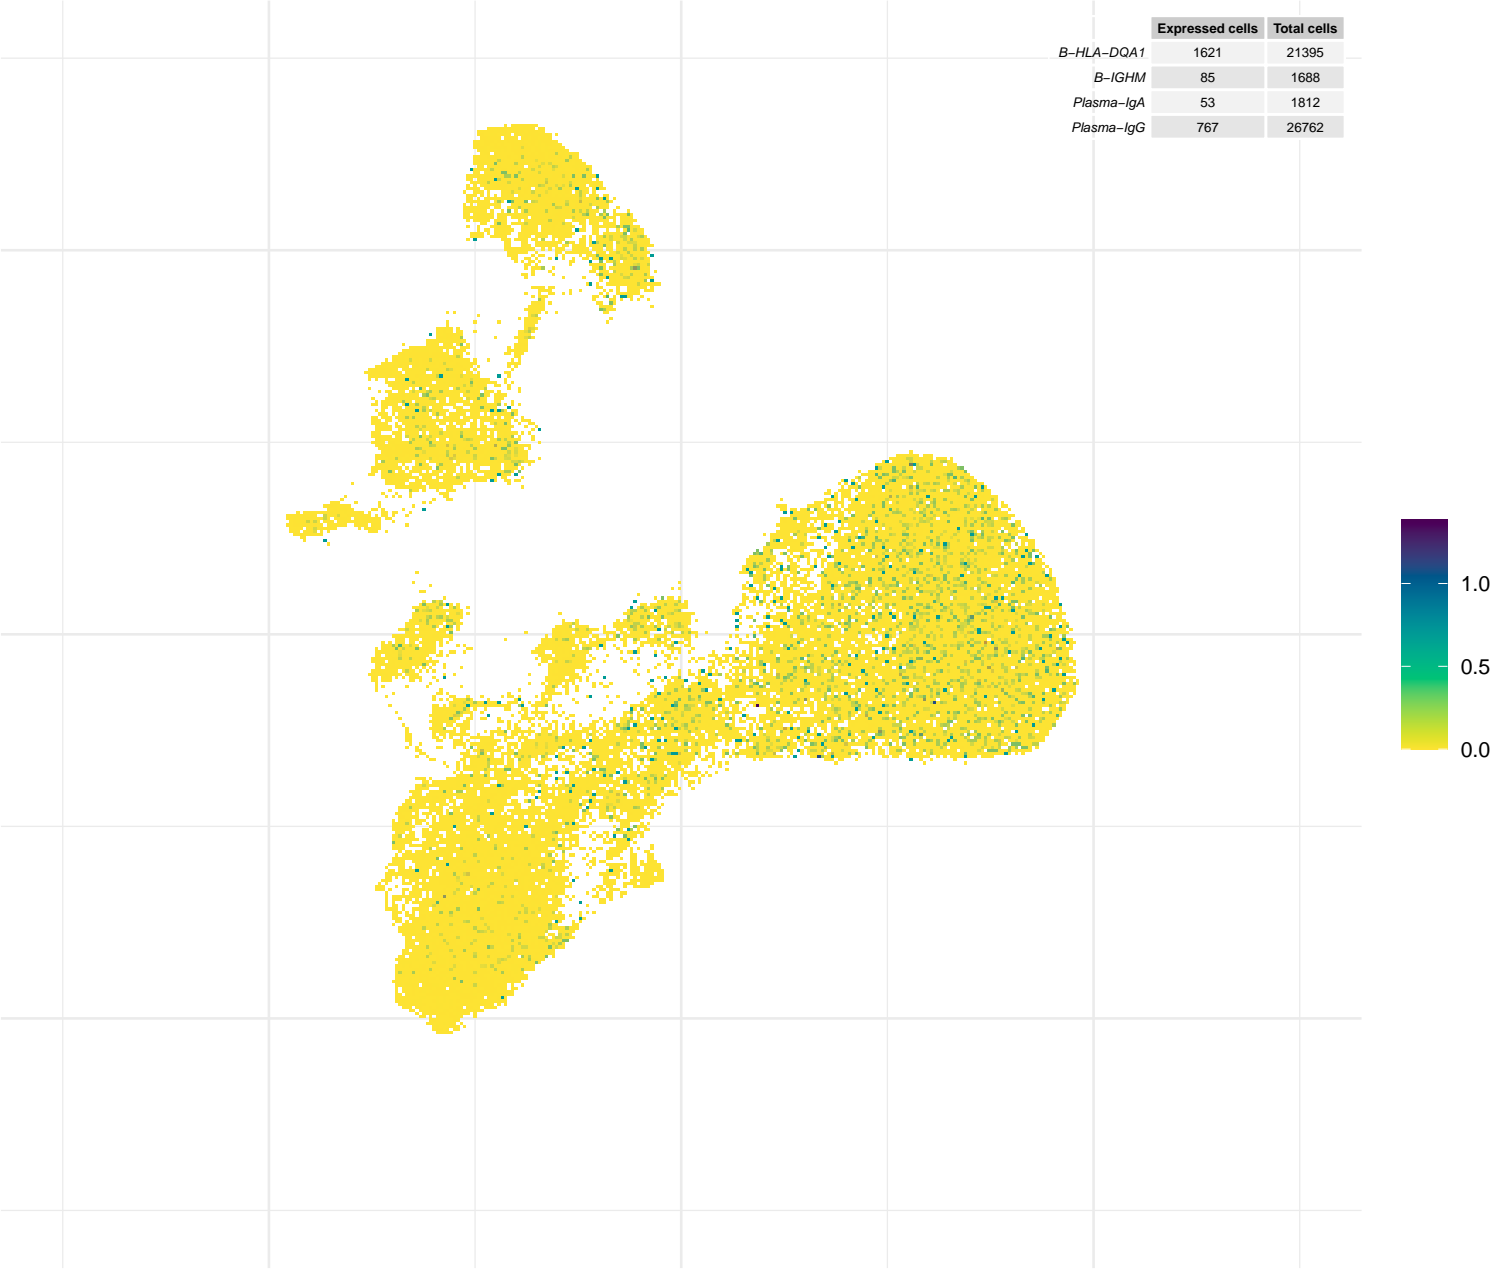 Expressed cells Total cells
B−HLA−DQA1 1621 21395
B−IGHM 85 1688
Plasma−IgA 53 1812
Plasma−IgG 767 26762
1.0
0.5
0.0